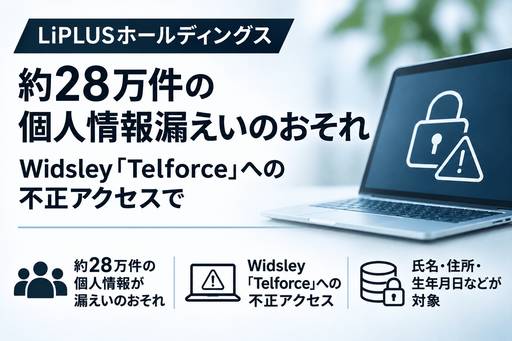 LiPLUSホールディングス
約28万件の
個人情報漏えいのおそれ
Widsley「Telforce」への
不正アクセスで
約28万件の
個人情報が
漏えいのおそれ
Widsley
「Telforce」への
不正アクセス
氏名・住所・
生年月日などが
対象